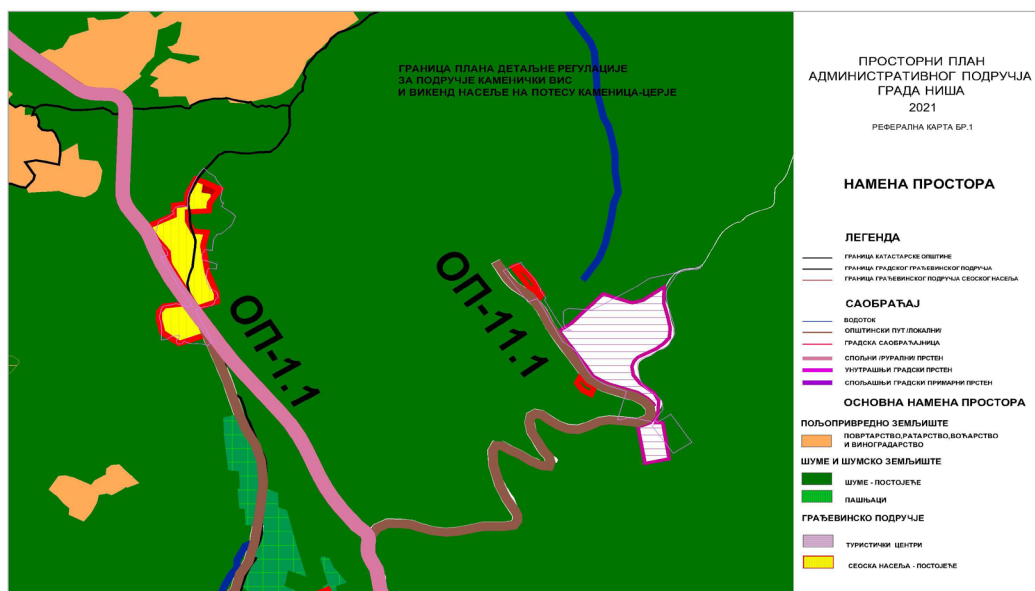 ГРАНИЦА ПЛАНА ДЕТАЉНЕ РЕГУЛАЦИЈЕ
ЗА ПОДРУЧЈЕ КАМЕНИЧКИ ВИС
И ВИКЕНД НАСЕЉЕ НА ПОТЕСУ КАМЕНИЦА-ЦЕРЈЕ
ОП-1.1
ОП-11.1
ПРОСТОРНИ ПЛАН
АДМИНИСТРАТИВНОГ ПОДРУЧЈА
ГРАДА НИША
2021
РЕФЕРАЛНА КАРТА БР.1
НАМЕНА ПРОСТОРА
ЛЕГЕНДА
ГРАНИЦА КАТАСТАРСКЕ ОПШТИНЕ
ГРАНИЦА ГРАДСКОГ ГРАЂЕВИНСКОГ ПОДРУЧЈА
ГРАНИЦА ГРАЂЕВИНСКОГ ПОДРУЧЈА СЕОСКОГ НАСЕЉА
САОБРАЋАЈ
ВОДОТОК
ОПШТИНСКИ ПУТ /ЛОКАЛНИ/
ГРАДСКА САОБРАЋАЈНИЦА
СПОЉНИ /РУРАЛНИ ПРСТЕН
УНУТРАШЊИ ГРАДСКИ ПРСТЕН
СПОЉАШЊИ ГРАДСКИ ПРИМАРНИ ПРСТЕН
ОСНОВНА НАМЕНА ПРОСТОРА
ПОЉОПРИВРЕДНО ЗЕМЉИШТЕ
ПОВРТАРСТВО,РАТАРСТВО,ВОЋАРСТВО
И ВИНОГРАДАРСТВО
ШУМЕ И ШУМСКО ЗЕМЉИШТЕ
ШУМЕ - ПОСТОЈЕЋЕ
ПАШЊАЦИ
ГРАЂЕВИНСКО ПОДРУЧЈЕ
ТУРИСТИЧКИ ЦЕНТРИ
СЕОСКА НАСЕЉА - ПОСТОЈЕЋЕ